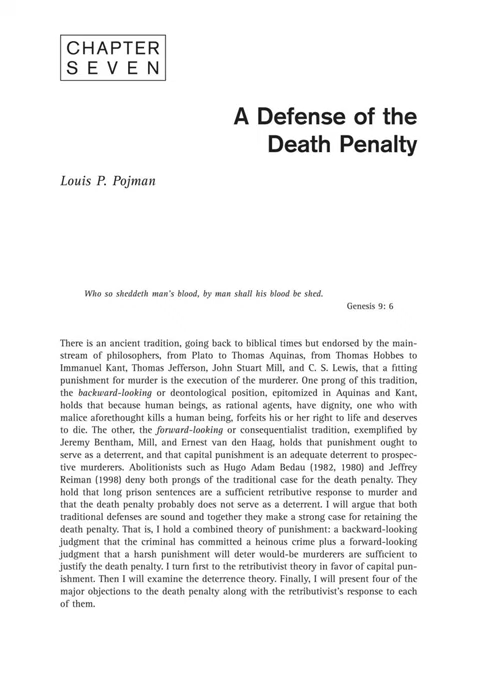 CHAPTER
SEVEN
A Defense of the
Death Penalty
Louis P. Pojman
Who so sheddeth man's blood, by man shall his blood be shed.
Genesis 9: 6
There is an ancient tradition, going back to biblical times but endorsed by the main-
stream of philosophers, from Plato to Thomas Aquinas, from Thomas Hobbes to
Immanuel Kant, Thomas Jefferson, John Stuart Mill, and C. S. Lewis, that a fitting
punishment for murder is the execution of the murderer. One prong of this tradition,
the backward-looking or deontological position, epitomized in Aquinas and Kant,
holds that because human beings, as rational agents, have dignity, one who with
malice aforethought kills a human being, forfeits his or her right to life and deserves
to die. The other, the forward-looking or consequentialist tradition, exemplified by
Jeremy Bentham, Mill, and Ernest van den Haag, holds that punishment ought to
serve as a deterrent, and that capital punishment is an adequate deterrent to prospec-
tive murderers. Abolitionists such as Hugo Adam Bedau (1982, 1980) and Jeffrey
Reiman (1998) deny both prongs of the traditional case for the death penalty. They
hold that long prison sentences are a sufficient retributive response to murder and
that the death penalty probably does not serve as a deterrent. I will argue that both
traditional defenses are sound and together they make a strong case for retaining the
death penalty. That is, I hold a combined theory of punishment: a backward-looking
judgment that the criminal has committed a heinous crime plus a forward-looking
judgment that a harsh punishment will deter would-be murderers are sufficient to
justify the death penalty. I turn first to the retributivist theory in favor of capital pun-
ishment. Then I will examine the deterrence theory. Finally, I will present four of the
major objections to the death penalty along with the retributivist's response to each
of them.